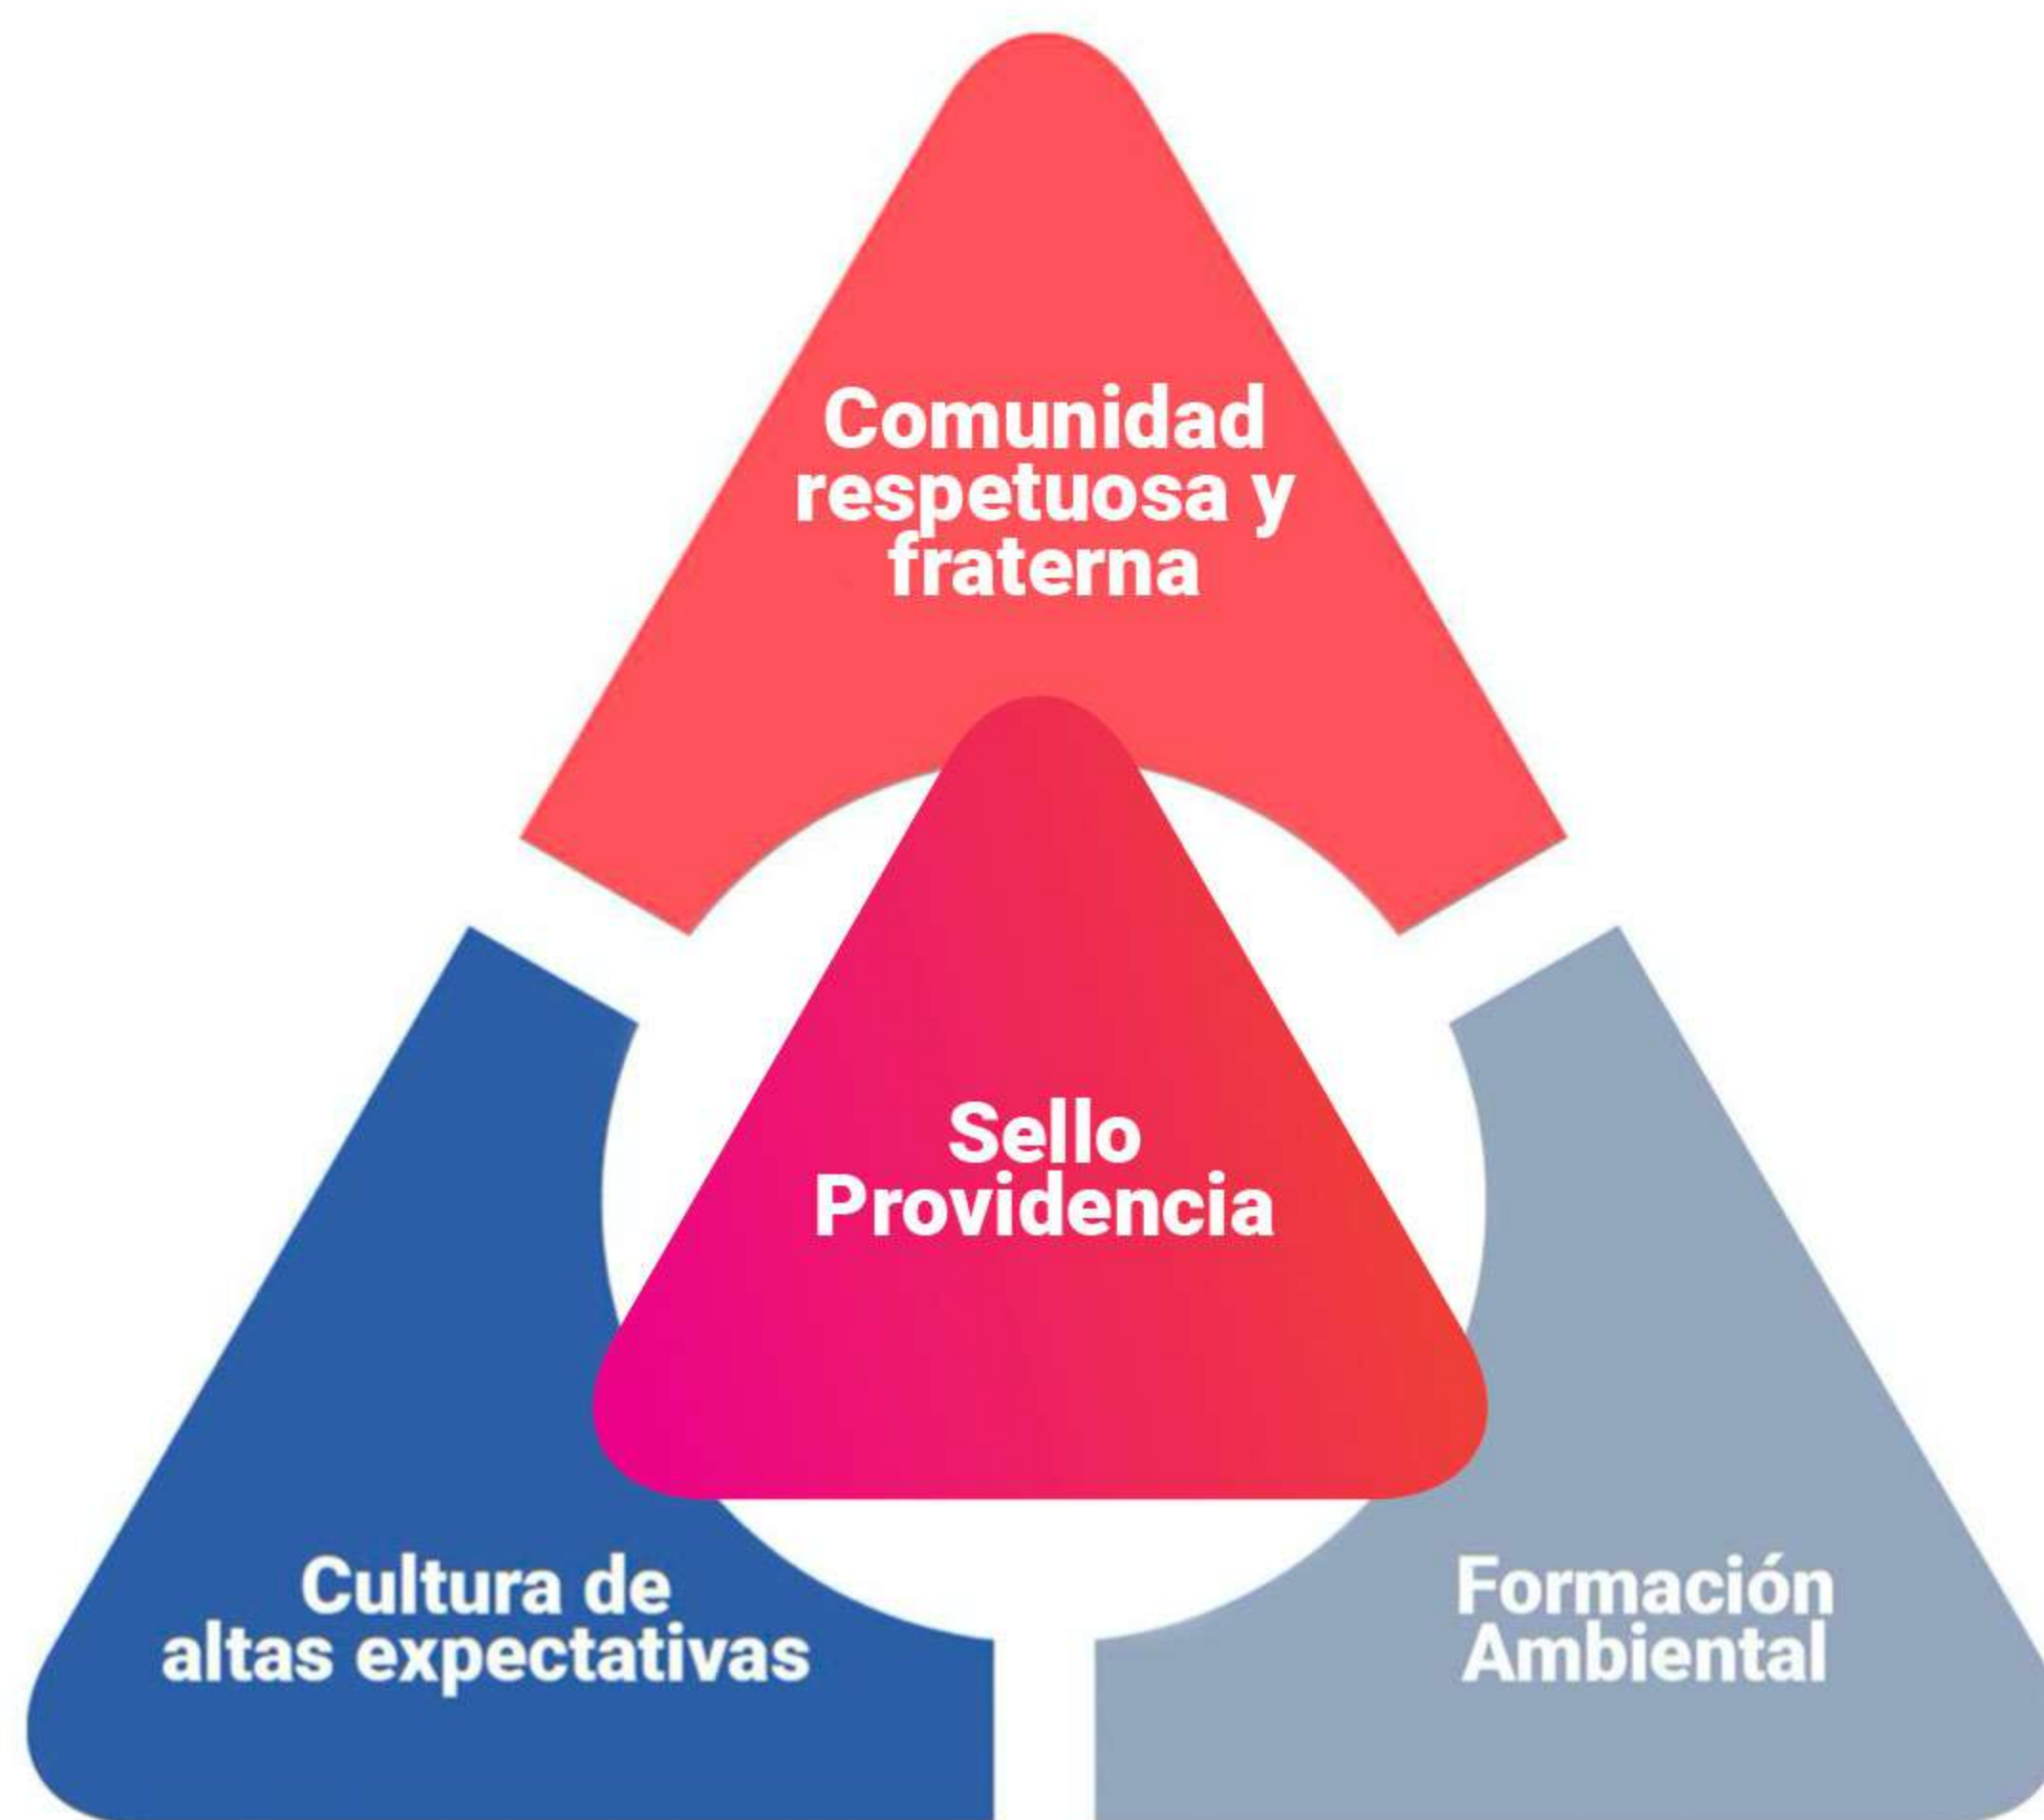 Comunidad
respetuosa y
fraterna
Sello
Providencia
Cultura de
altas expectativas
Formación
Ambiental